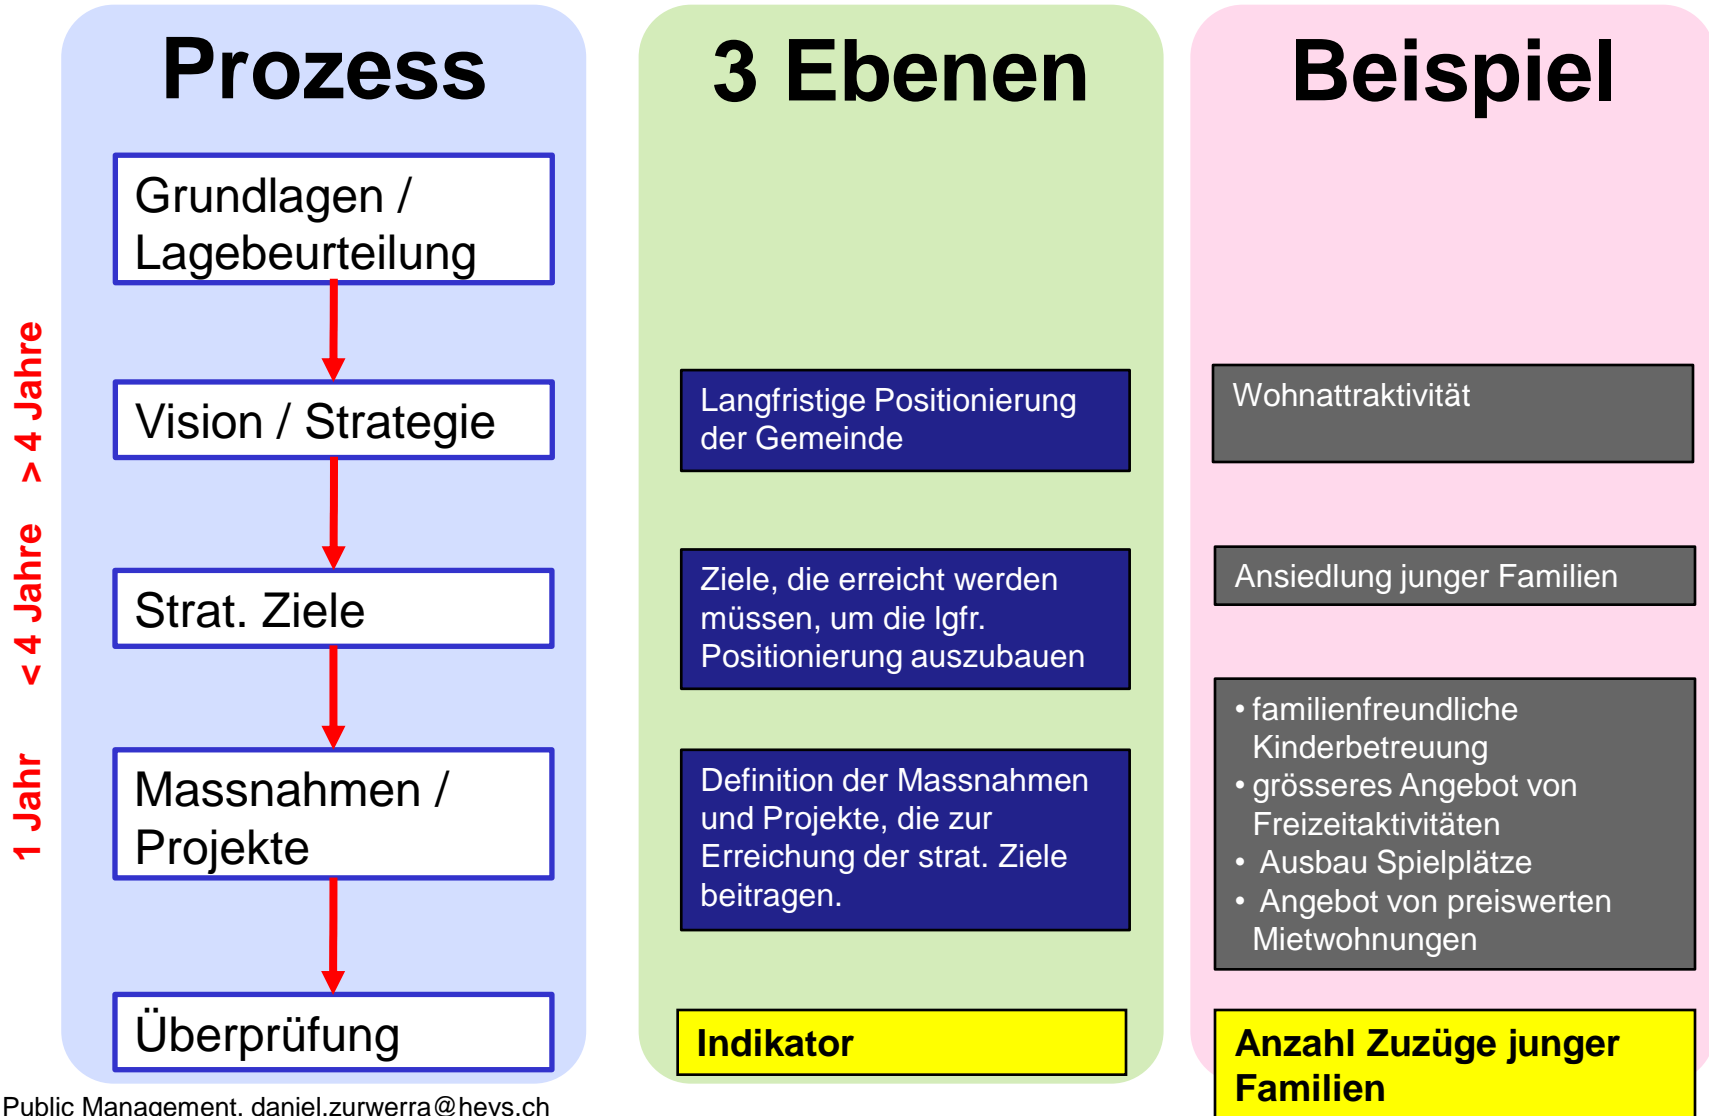 Prozess
Grundlagen /
Lagebeurteilung
Vision / Strategie
Strat. Ziele
Massnahmen /
Projekte
Überprüfung
> 4 Jahre
< 4 Jahre
1 Jahr
3 Ebenen
Langfristige Positionierung
der Gemeinde
Ziele, die erreicht werden
müssen, um die lgfr.
Positionierung auszubauen
Definition der Massnahmen
und Projekte, die zur
Erreichung der strat. Ziele
beitragen.
Indikator
Beispiel
Wohnattraktivität
Ansiedlung junger Familien
• familienfreundliche
Kinderbetreuung
• grösseres Angebot von
Freizeitaktivitäten
• Ausbau Spielplätze
• Angebot von preiswerten
Mietwohnungen
Anzahl Zuzüge junger
Familien
Public Management, daniel.zurwerra@hevs.ch